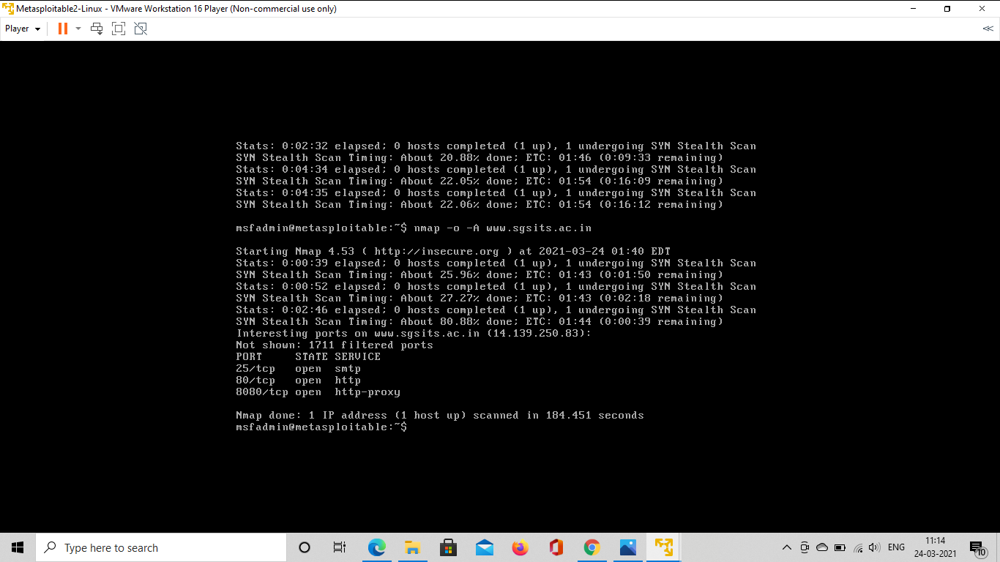 Metasploitable2-Linux - VMware Workstation 16 Player (Non-commercial use only)
Player
Stats: 0:02:32 elapsed; 0 hosts completed (1 up), 1 undergoing SYN Stealth Scan
SYN Stealth Scan Timing: About 20.88% done; ETC: 01:46 (0:09:33 remaining)
Stats: 0:04:34 elapsed; 0 hosts completed (1 up), 1 undergoing SYN Stealth Scan
SYN Stealth Scan Timing: About 22.05% done; ETC: 01:54 (0:16:09 remaining)
Stats: 0:04:35 elapsed; 0 hosts completed (1 up), 1 undergoing SYN Stealth Scan
SYN Stealth Scan Timing: About 22.06% done; ETC: 01:54 (0:16:12 remaining)
msfadmin@metasploitable:~$ nmap -o -A www.sgsits.ac.in
Starting Nmap 4.53 ( http://insecure.org ) at 2021-03-24 01:40 EDT
Stats: 0:00:39 elapsed; 0 hosts completed (1 up), 1 undergoing SYN Stealth Scan
SYN Stealth Scan Timing: About 25.96% done; ETC: 01:43 (0:01:50 remaining)
Stats: 0:00:52 elapsed; 0 hosts completed (1 up), 1 undergoing SYN Stealth Scan
SYN Stealth Scan Timing: About 27.27% done; ETC: 01:43 (0:02:18 remaining)
Stats: 0:02:46 elapsed; 0 hosts completed (1 up), 1 undergoing SYN Stealth Scan
SYN Stealth Scan Timing: About 80.88% done; ETC: 01:44 (0:00:39 remaining)
Interesting ports on www.sgsits.ac.in (14.139.250.83):
Not shown: 1711 filtered ports
PORT     STATE SERVICE
25/tcp   open  smtp
80/tcp   open  http
8080/tcp open  http-proxy
Nmap done: 1 IP address (1 host up) scanned in 184.451 seconds
msfadmin@metasploitable:~$
Type here to search
ENG
11:14
24-03-2021
10